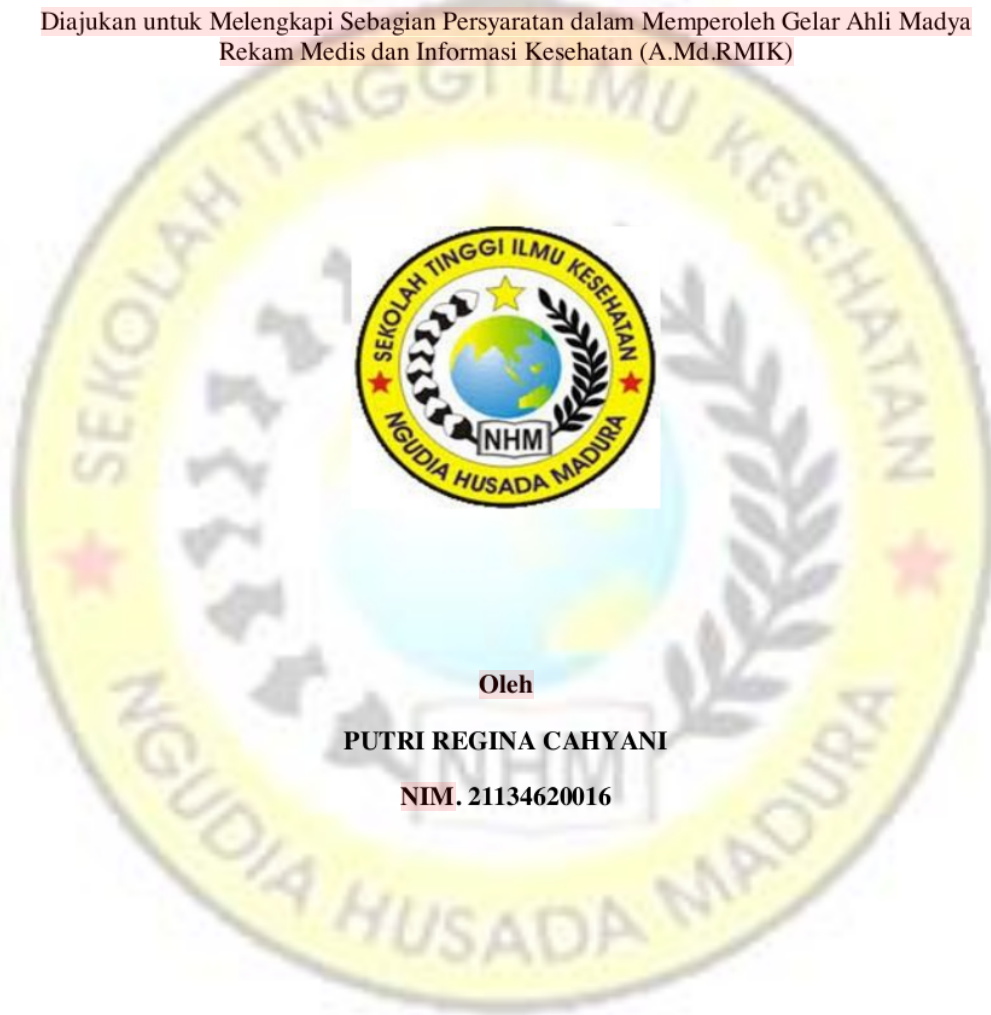 Diajukan untuk Melengkapi Sebagian Persyaratan dalam Memperoleh Gelar Ahli Madya
Rekam Medis dan Informasi Kesehatan (A.Md.RMIK)
SEKOLAH TINGGI ILMU KESEHATAN
NHM
NGUDIA HUSADA MADURA
SEKOLAH TINGGI ILMU KESEHATAN
Oleh
PUTRI REGINA CAHYANI
NHM
NIM. 21134620016
NGUDIA HUSADA MADURA